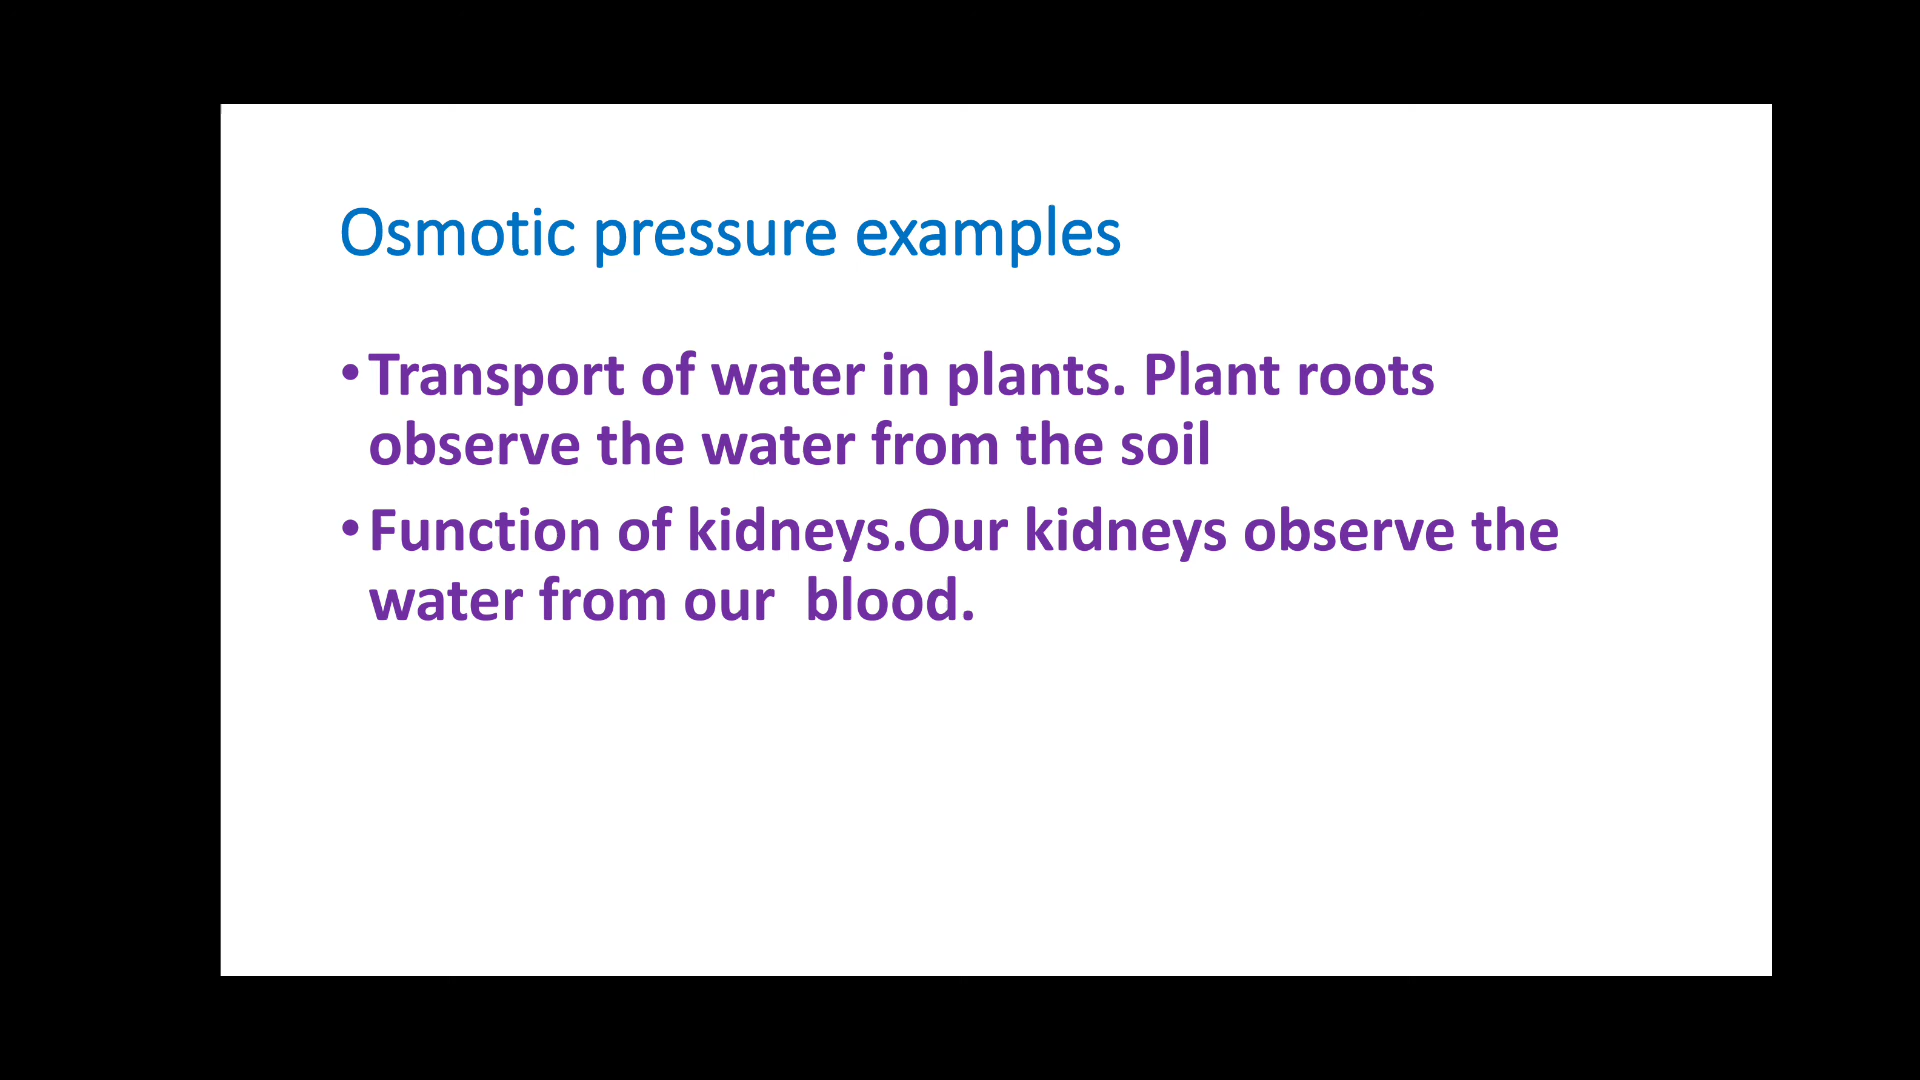 Osmotic pressure examples
•Transport of water in plants. Plant roots
observe the water from the soil
•Function of kidneys.Our kidneys observe the
water from our  blood.